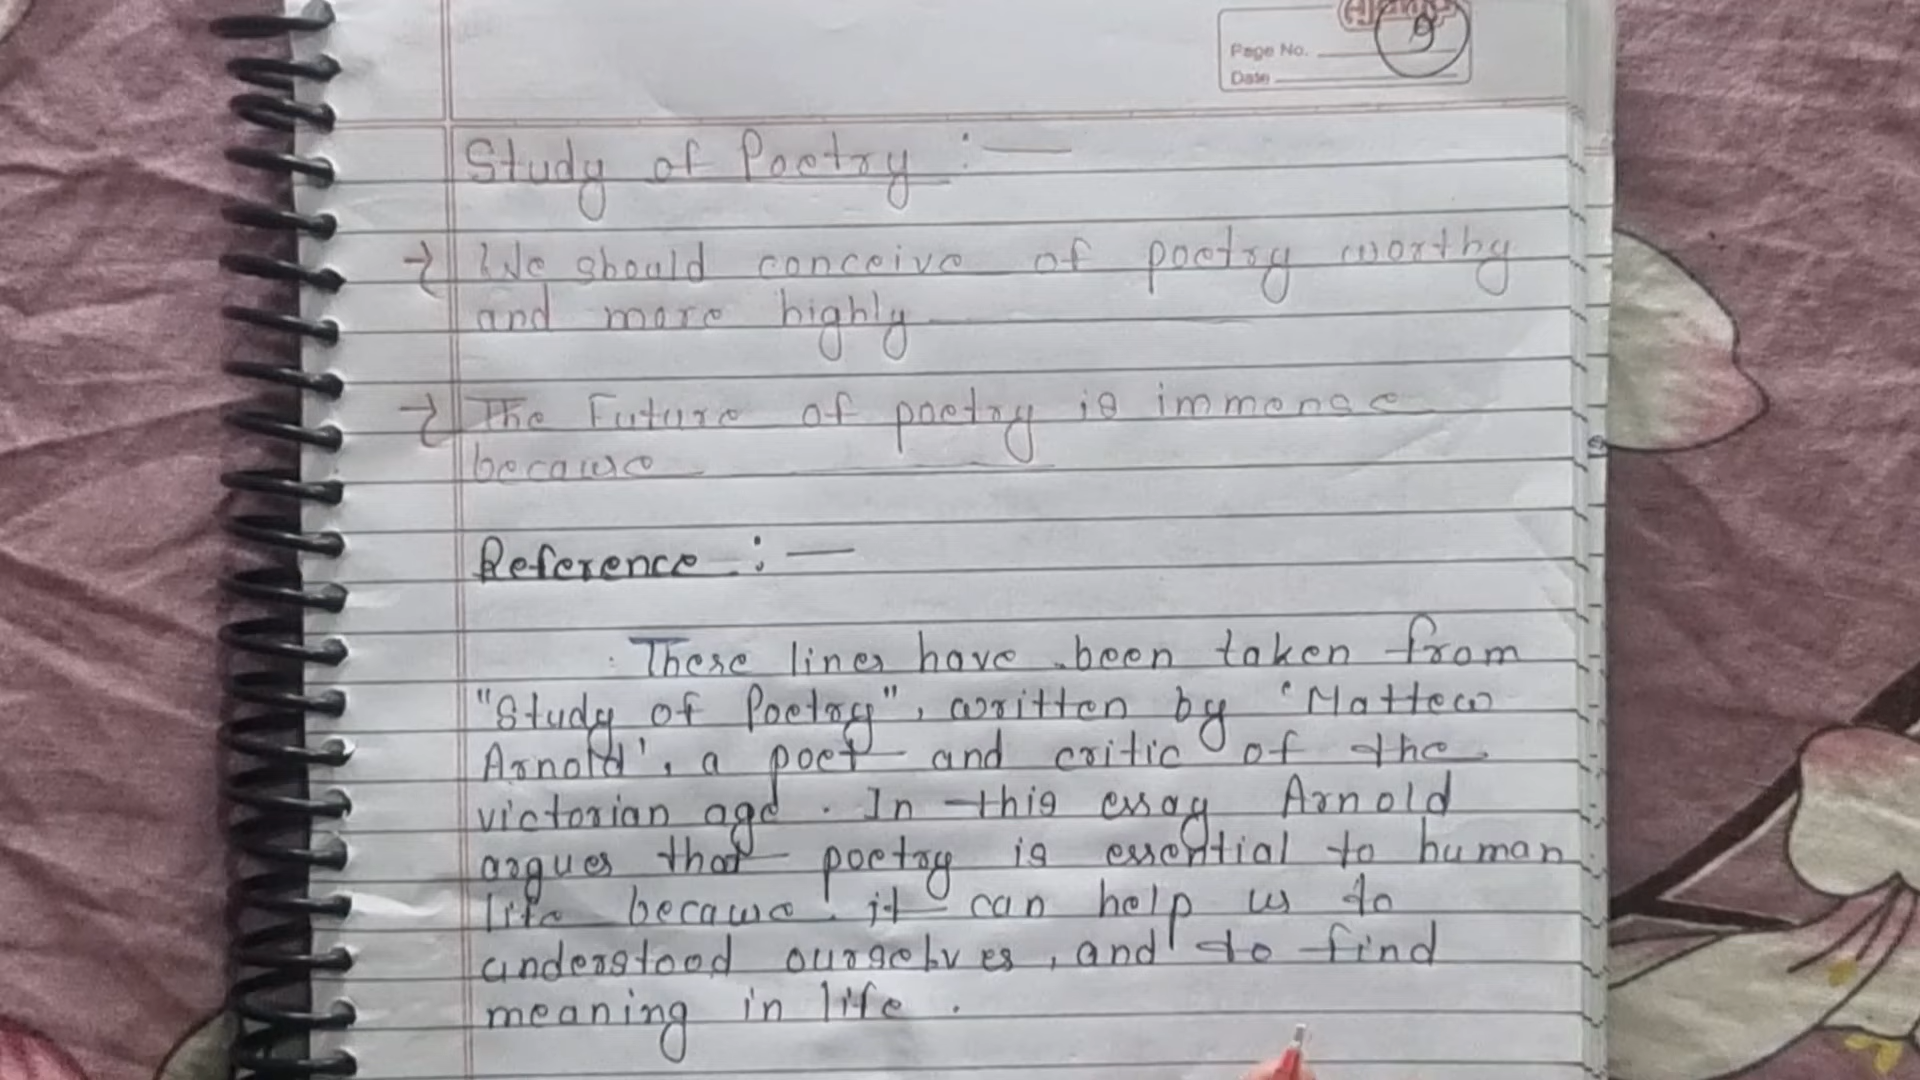 9
Page No.
Date
Study of Poetry :—
→ We should conceive of poetry worthy
and more highly
→ The Future of poetry is immense
because
Reference :—
These lines have been taken from
"Study of Poetry", written by 'Mattew
Arnold', a poet and critic of the
victorian age. In this essay Arnold
argues that poetry is essential to human
life because it can help us to
understood ourselves, and to find
meaning in life.